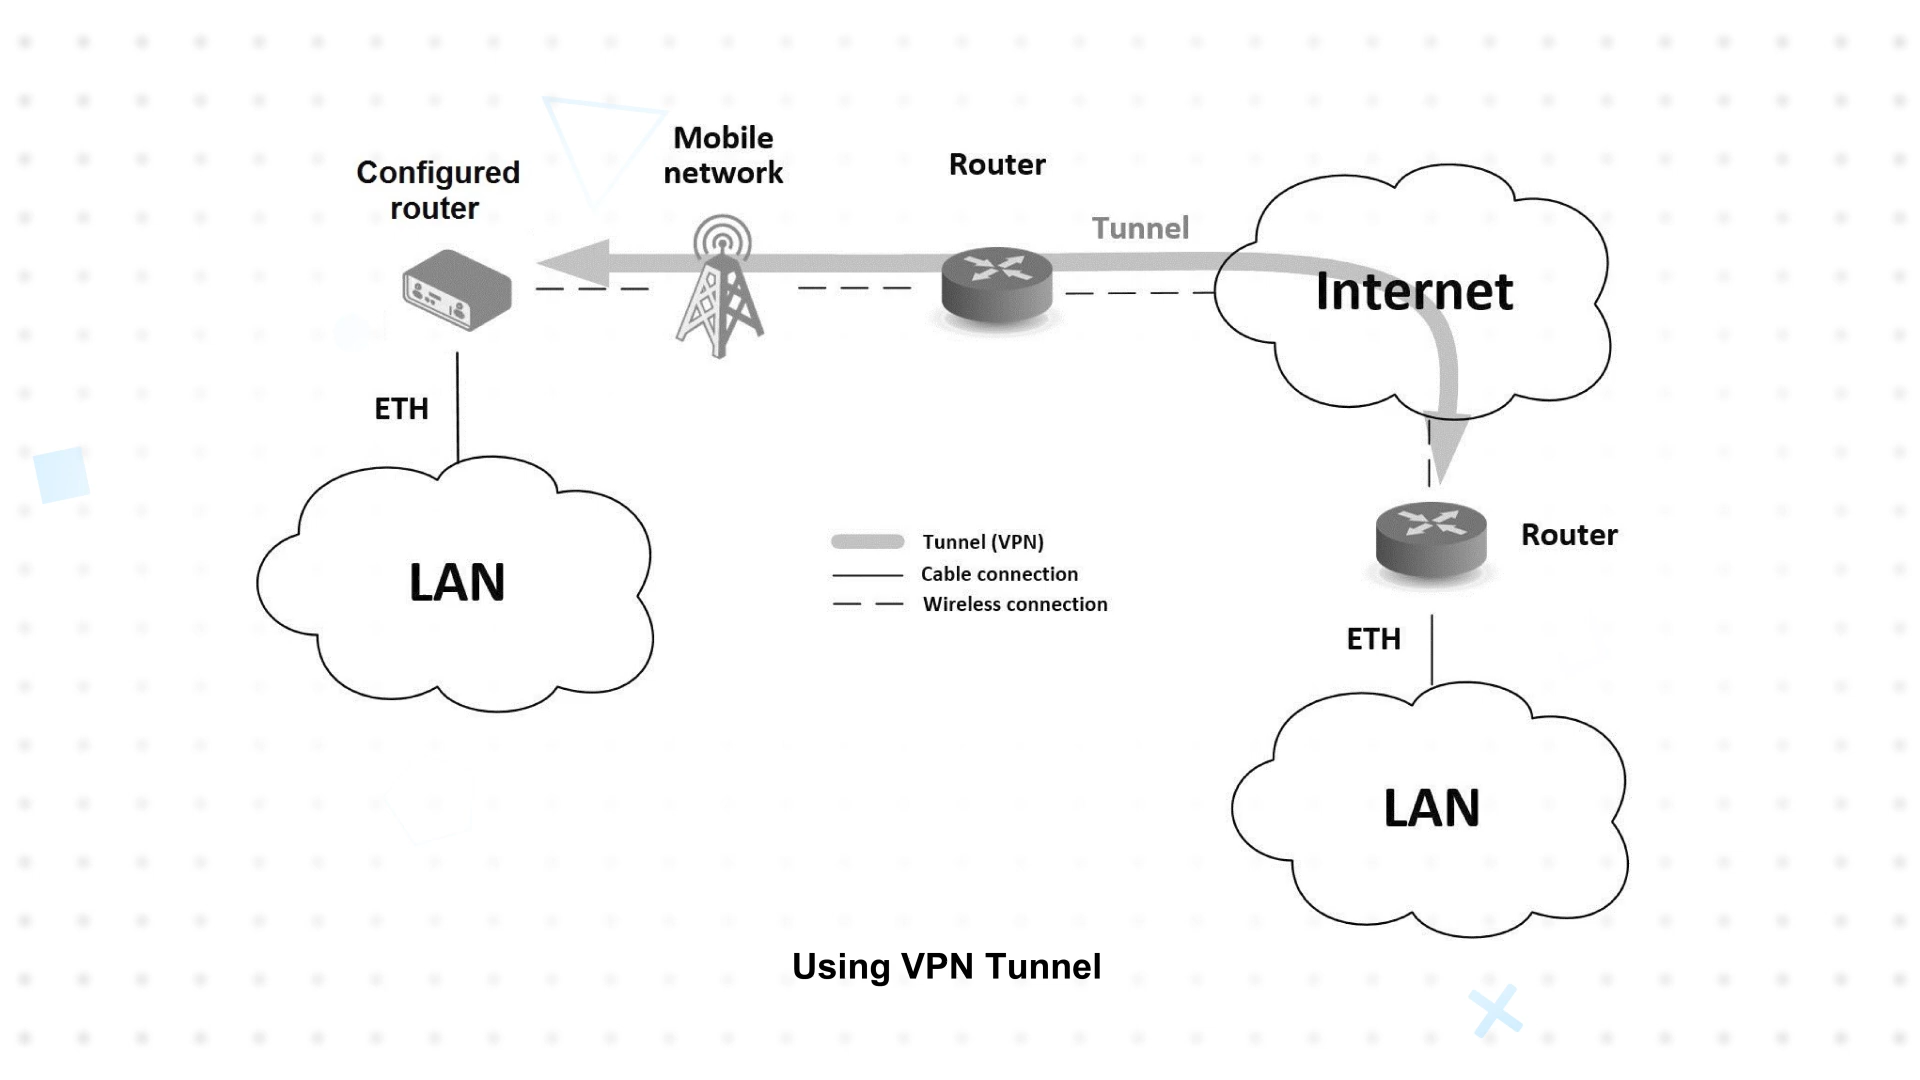 Mobile
network
Configured
router
Router
Tunnel
Internet
ETH
LAN
Tunnel (VPN)
Cable connection
Wireless connection
Router
ETH
LAN
Using VPN Tunnel